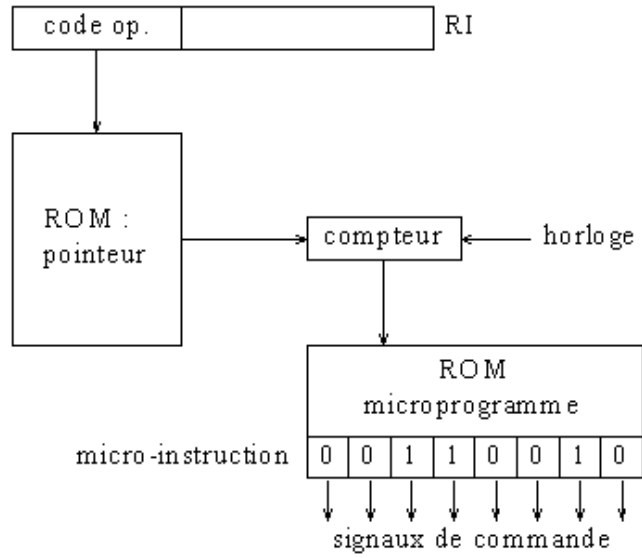 code op.
RI
ROM :
pointeur
compteur
horloge
ROM
microprogramme
micro-instruction
0 0 1 1 0 0 1 0
signaux de commande